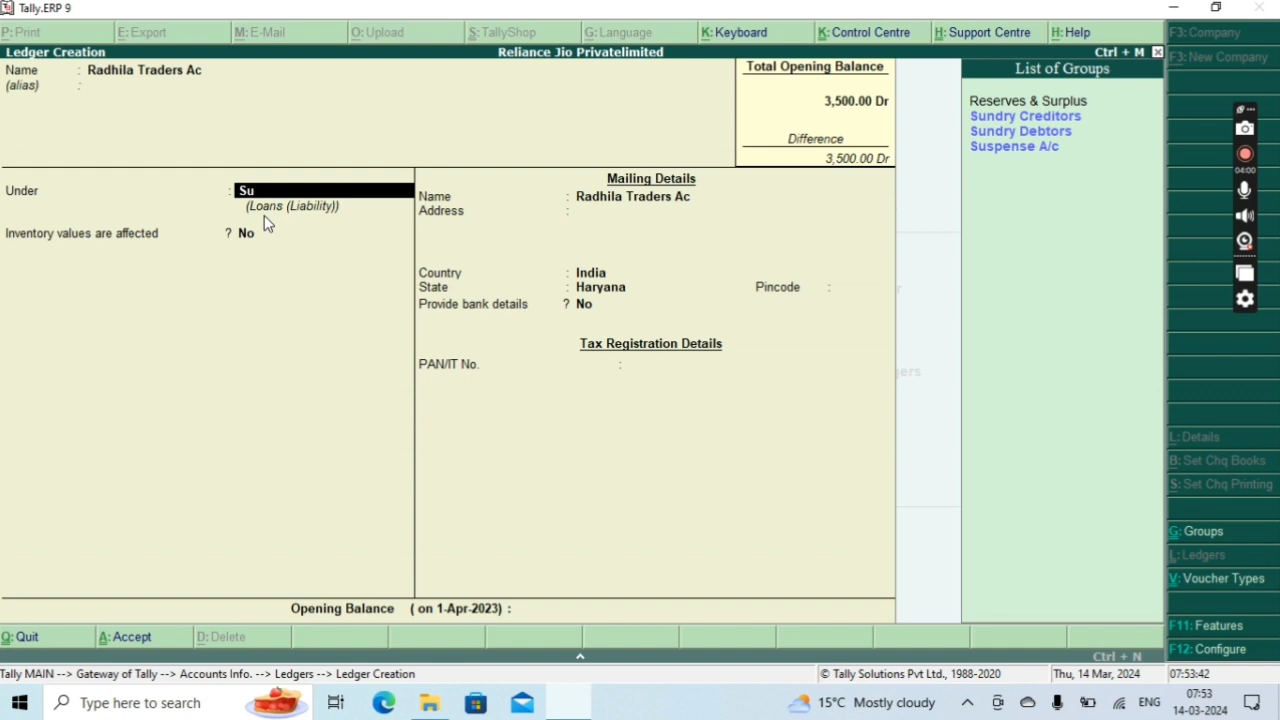 Tally.ERP 9
P: Print E: Export M: E-Mail O: Upload S: TallyShop G: Language K: Keyboard K: Control Centre H: Support Centre H: Help F3: Company
Ledger Creation Reliance Jio Privatelimited Ctrl + M F3: New Company
Name : Radhila Traders Ac
(alias) :
Total Opening Balance
3,500.00 Dr
Difference
3,500.00 Dr
List of Groups
Reserves & Surplus
Sundry Creditors
Sundry Debtors
Suspense A/c
04:00
Under : Su
(Loans (Liability))
Inventory values are affected ? No
Mailing Details
Name : Radhila Traders Ac
Address :
Country : India
State : Haryana Pincode :
Provide bank details ? No
Tax Registration Details
PAN/IT No. :
gers
Opening Balance ( on 1-Apr-2023) :
L: Details
B: Set Chq Books
S: Set Chq Printing
G: Groups
L: Ledgers
V: Voucher Types
F11: Features
F12: Configure
Q: Quit A: Accept D: Delete
Ctrl + N
Tally MAIN --> Gateway of Tally --> Accounts Info. --> Ledgers --> Ledger Creation © Tally Solutions Pvt Ltd., 1988-2020 Thu, 14 Mar, 2024 07:53:42
Type here to search 15°C Mostly cloudy ENG 07:53
14-03-2024